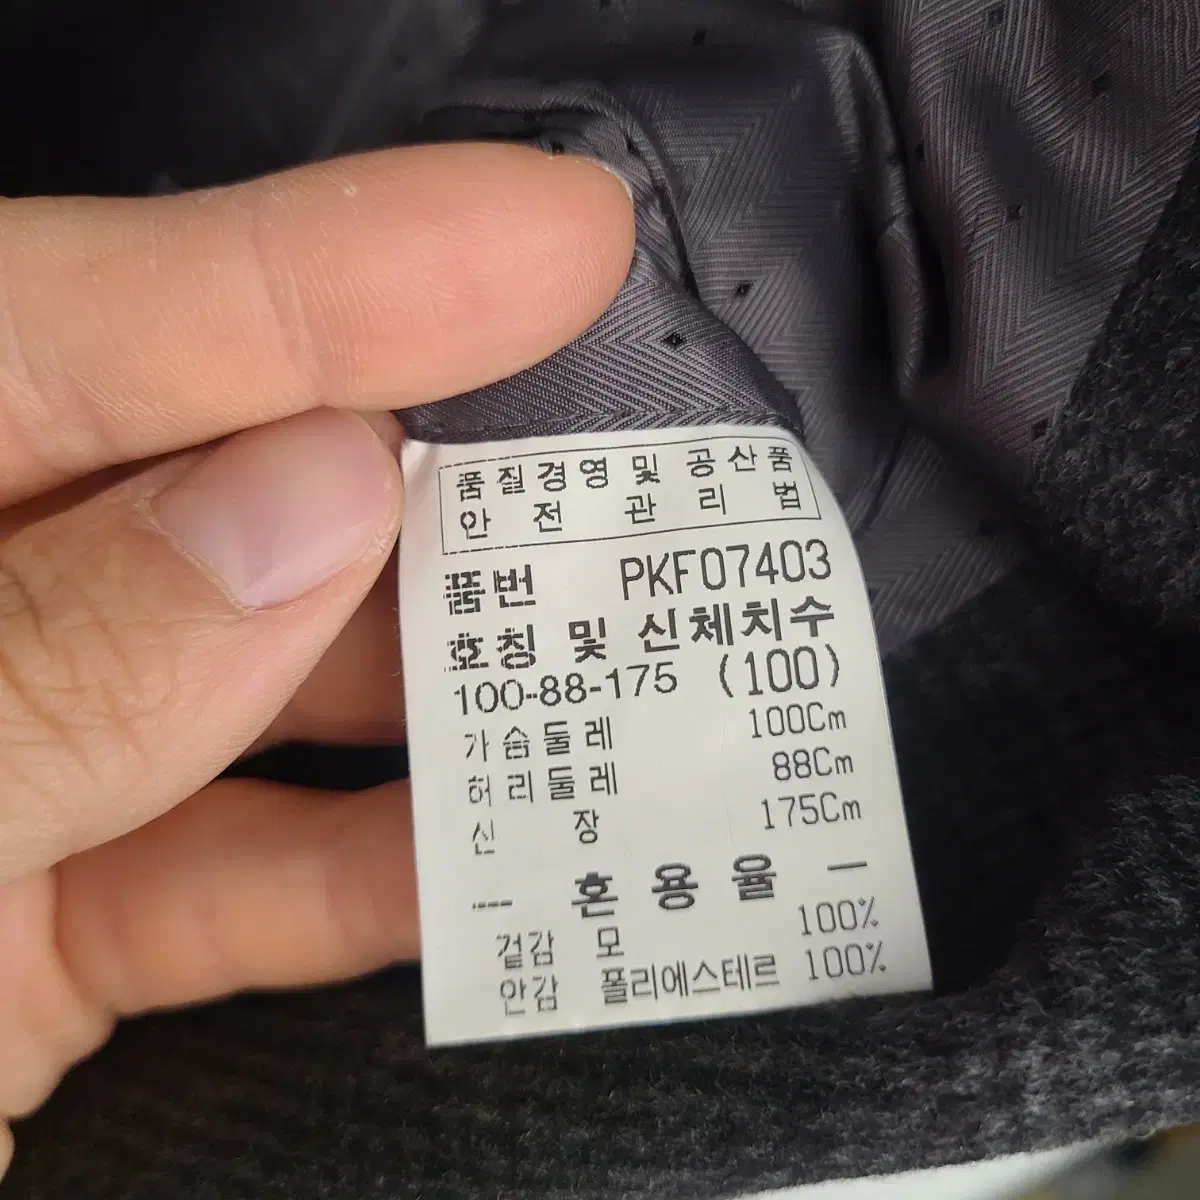 품질경영 및 공산품
안 전 관 리 법
품번 PKF07403
호칭 및 신체치수
100-88-175 (100)
가슴둘레 100Cm
허리둘레 88Cm
신 장 175Cm
-- 혼 용 율 --
겉감 모 100%
안감 폴리에스테르 100%